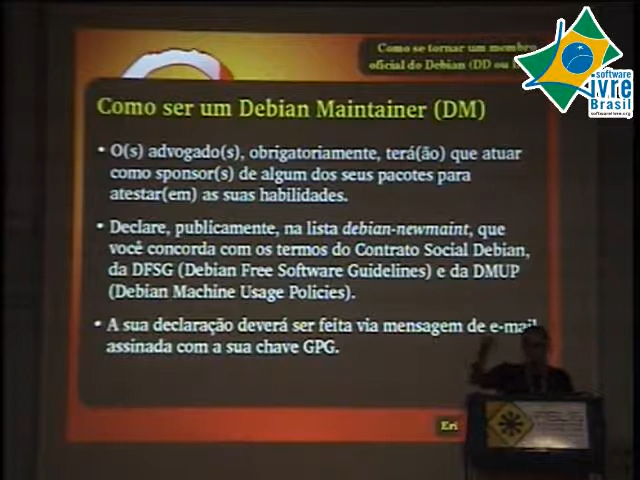 Como se tornar um membro
oficial do Debian (DD ou
software
livre
Brasil
softwarelivre.org
Como ser um Debian Maintainer (DM)
• O(s) advogado(s), obrigatoriamente, terá(ão) que atuar
como sponsor(s) de algum dos seus pacotes para
atestar(em) as suas habilidades.
• Declare, publicamente, na lista debian-newmaint, que
você concorda com os termos do Contrato Social Debian,
da DFSG (Debian Free Software Guidelines) e da DMUP
(Debian Machine Usage Policies).
• A sua declaração deverá ser feita via mensagem de e-mail
assinada com a sua chave GPG.
Eri